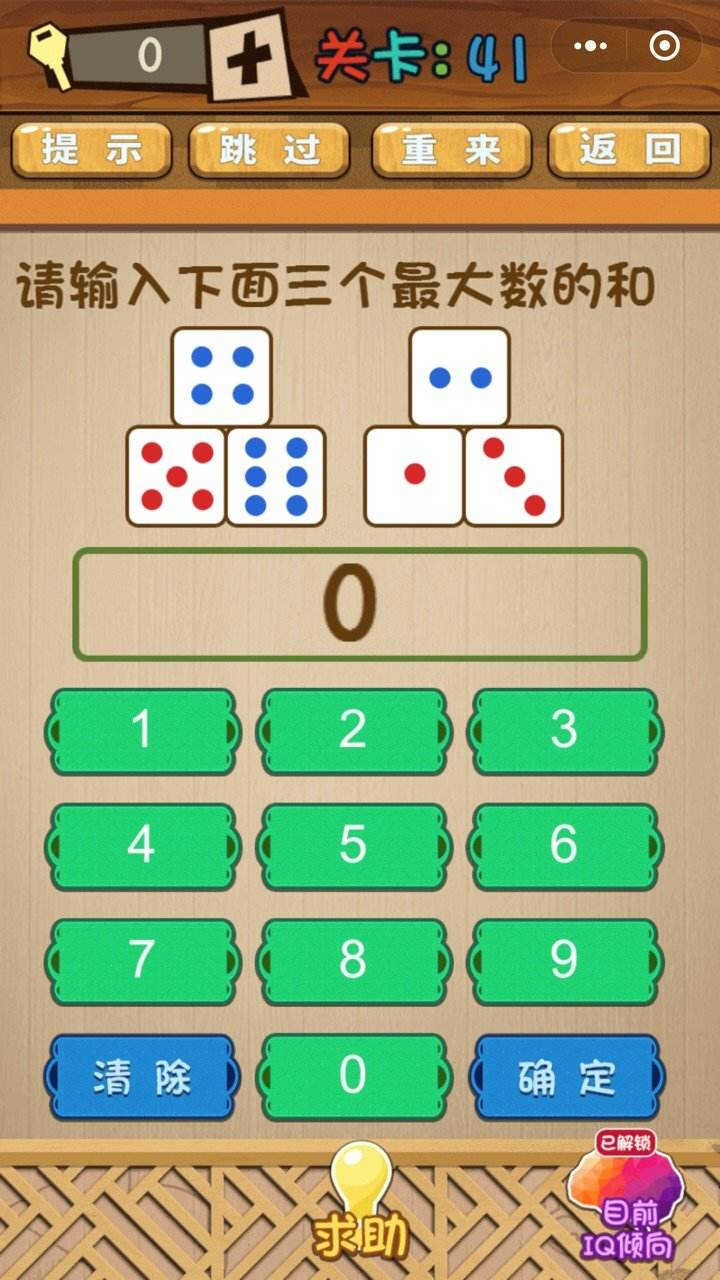 0
关卡:41
提示 跳过 重来 返回
请输入下面三个最大数的和
0
1 2 3
4 5 6
7 8 9
清除 0 确定
已解锁
求助
目前
IQ倾向